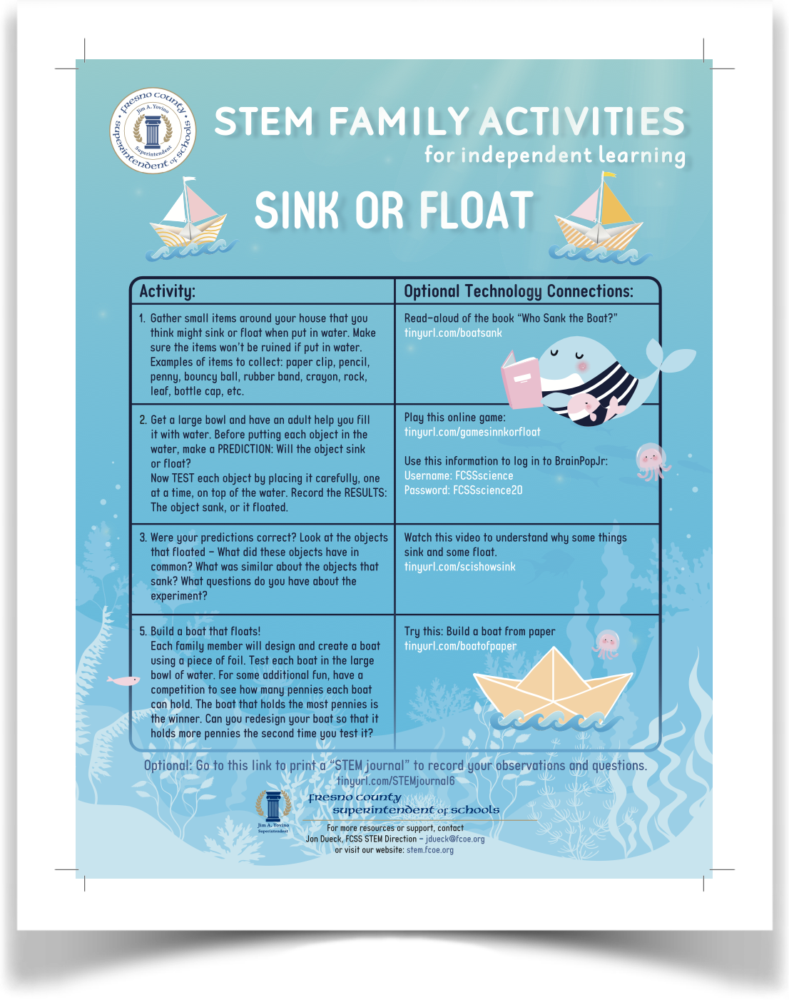 Fresno County
Jim A. Yovino
Superintendent
Superintendent of Schools
STEM FAMILY ACTIVITIES
for independent learning
SINK OR FLOAT
Activity:
Optional Technology Connections:
1. Gather small items around your house that you
think might sink or float when put in water. Make
sure the items won't be ruined if put in water.
Examples of items to collect: paper clip, pencil,
penny, bouncy ball, rubber band, crayon, rock,
leaf, bottle cap, etc.
Read-aloud of the book “Who Sank the Boat?”
tinyurl.com/boatsank
2. Get a large bowl and have an adult help you fill
it with water. Before putting each object in the
water, make a PREDICTION: Will the object sink
or float?
Now TEST each object by placing it carefully, one
at a time, on top of the water. Record the RESULTS:
The object sank, or it floated.
Play this online game:
tinyurl.com/gamesinnkorfloat
Use this information to log in to BrainPopJr:
Username: FCSSscience
Password: FCSSscience20
3. Were your predictions correct? Look at the objects
that floated – What did these objects have in
common? What was similar about the objects that
sank? What questions do you have about the
experiment?
Watch this video to understand why some things
sink and some float.
tinyurl.com/scishowsink
5. Build a boat that floats!
Each family member will design and create a boat
using a piece of foil. Test each boat in the large
bowl of water. For some additional fun, have a
competition to see how many pennies each boat
can hold. The boat that holds the most pennies is
the winner. Can you redesign your boat so that it
holds more pennies the second time you test it?
Try this: Build a boat from paper
tinyurl.com/boatofpaper
Optional: Go to this link to print a “STEM journal” to record your observations and questions.
tinyurl.com/STEMjournal6
Jim A. Yovino
Superintendent
Fresno County
Superintendent of Schools
For more resources or support, contact
Jon Dueck, FCSS STEM Direction – jdueck@fcoe.org
or visit our website: stem.fcoe.org